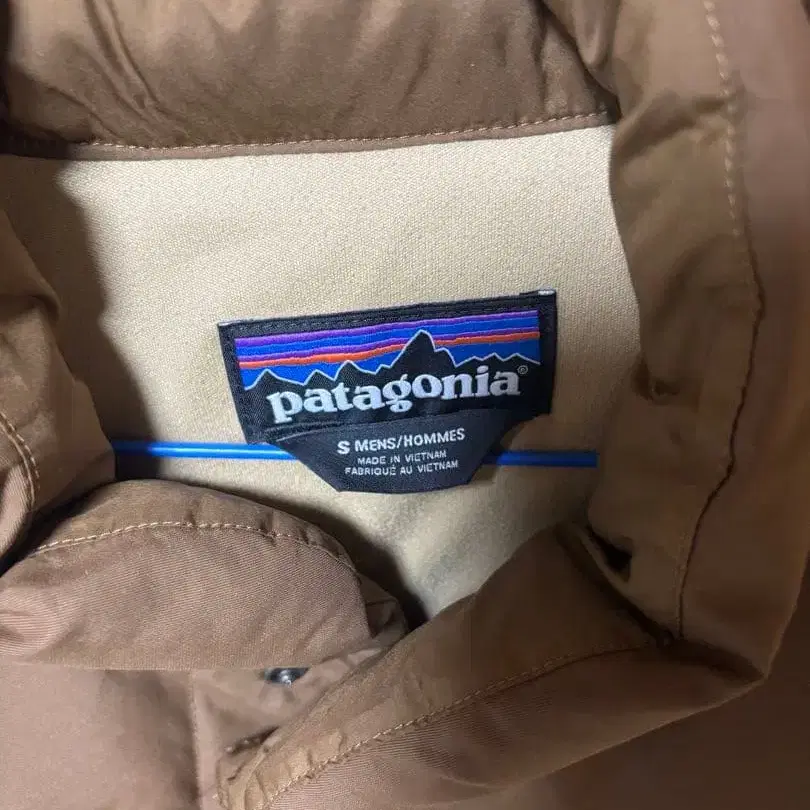 patagonia®
S MENS/HOMMES
MADE IN VIETNAM
FABRIQUÉ AU VIETNAM